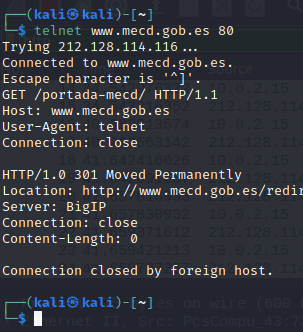 ┌──(kali㉿kali)-[~]
└─$ telnet www.mecd.gob.es 80
Trying 212.128.114.116...
Connected to www.mecd.gob.es.
Escape character is '^]'.
GET /portada-mecd/ HTTP/1.1
Host: www.mecd.gob.es
User-Agent: telnet
Connection: close

HTTP/1.0 301 Moved Permanently
Location: http://www.mecd.gob.es/redir
Server: BigIP
Connection: close
Content-Length: 0

Connection closed by foreign host.

┌──(kali㉿kali)-[~]
└─$